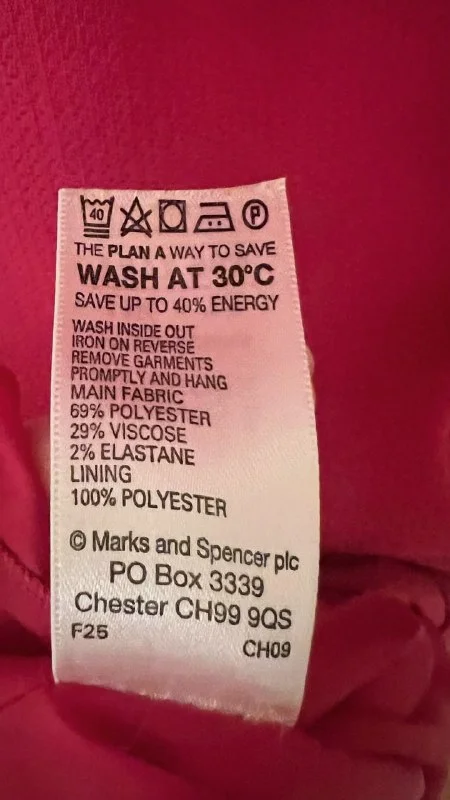 40 P
THE PLAN A WAY TO SAVE
WASH AT 30°C
SAVE UP TO 40% ENERGY
WASH INSIDE OUT
IRON ON REVERSE
REMOVE GARMENTS
PROMPTLY AND HANG
MAIN FABRIC
69% POLYESTER
29% VISCOSE
2% ELASTANE
LINING
100% POLYESTER
© Marks and Spencer plc
PO Box 3339
Chester CH99 9QS
F25 CH09